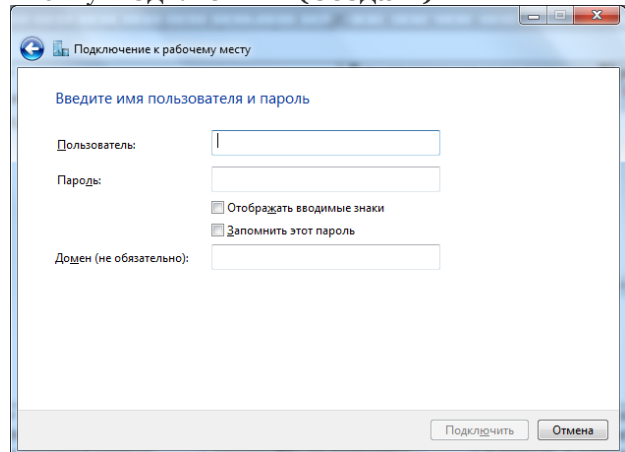 Подключение к рабочему месту
Введите имя пользователя и пароль
Пользователь:
Пароль:
Отображать вводимые знаки
Запомнить этот пароль
Домен (не обязательно):
Подключить Отмена